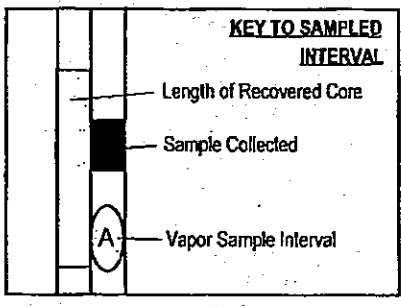 KEY TO SAMPLED
INTERVAL
Length of Recovered Core
Sample Collected
A
Vapor Sample Interval